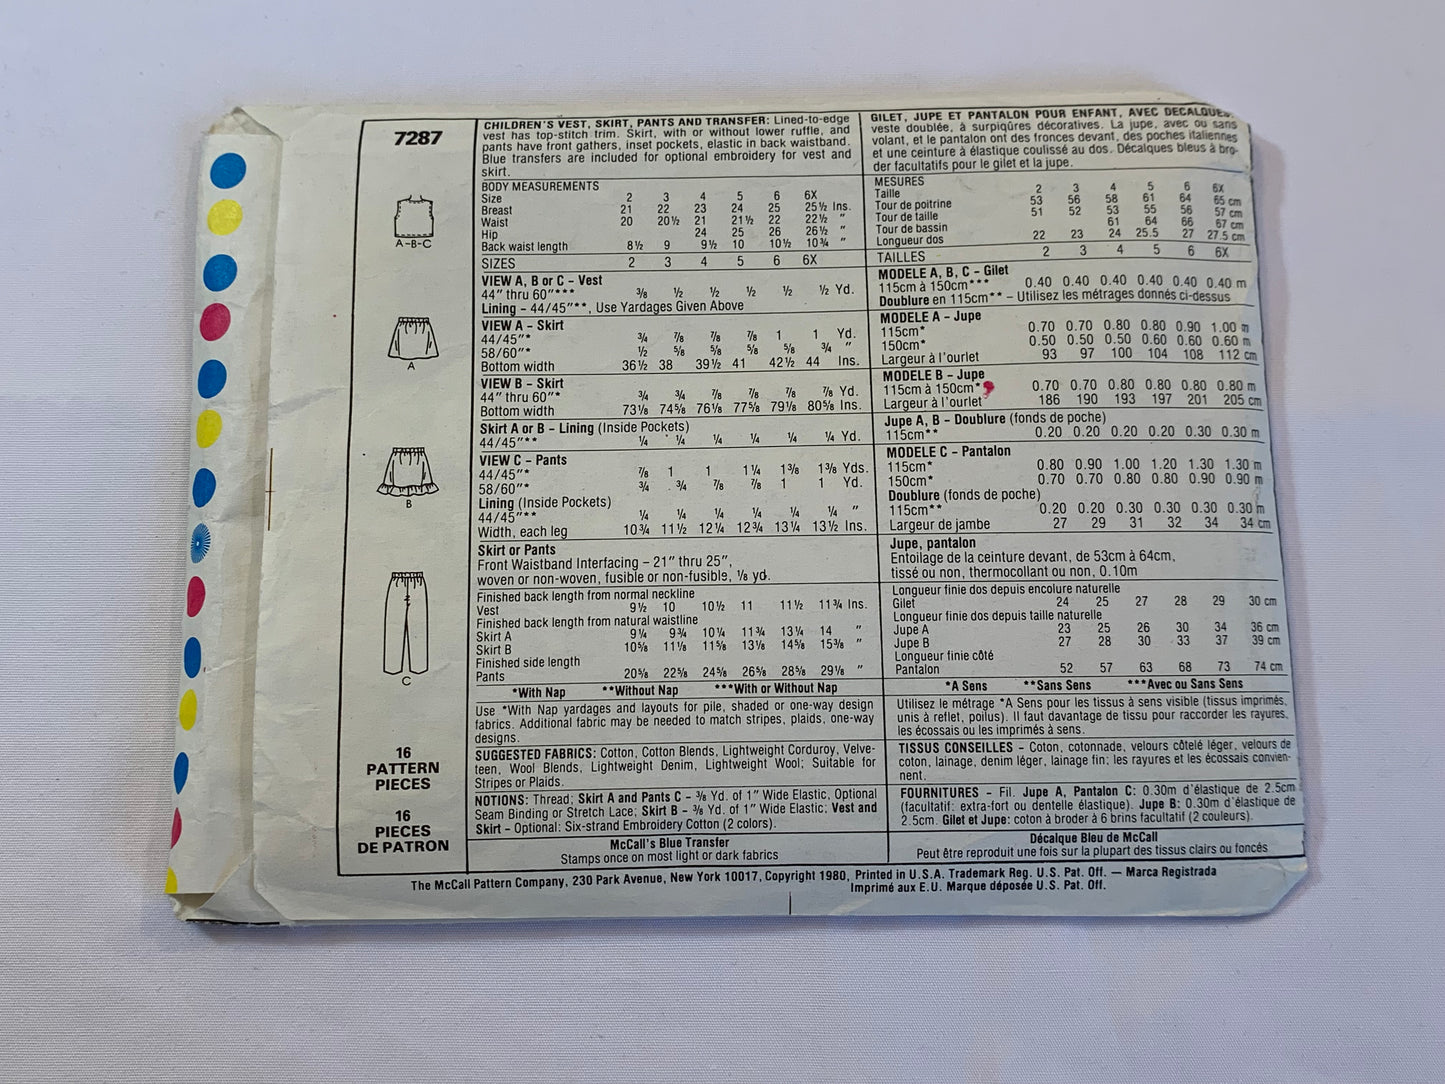 7287
A-B-C
A
B
C
16
PATTERN
PIECES
16
PIECES
DE PATRON
CHILDREN'S VEST, SKIRT, PANTS AND TRANSFER: Lined-to-edge
vest has top-stitch trim. Skirt, with or without lower ruffle, and
pants have front gathers, inset pockets, elastic in back waistband.
Blue transfers are included for optional embroidery for vest and
skirt.
BODY MEASUREMENTS
Size 2 3 4 5 6 6X
Breast 21 22 23 24 25 25½ Ins.
Waist 20 20½ 21 21½ 22 22½ "
Hip 24 25 26 26½ "
Back waist length 8½ 9 9½ 10 10½ 10¾ "
SIZES 2 3 4 5 6 6X
VIEW A, B or C – Vest
44" thru 60"*** ⅜ ½ ½ ½ ½ ½ Yd.
Lining – 44/45"**, Use Yardages Given Above
VIEW A – Skirt
44/45"* ¾ ⅞ ⅞ ⅞ 1 1 Yd.
58/60"* ½ ⅝ ⅝ ⅝ ⅝ ¾ "
Bottom width 36½ 38 39½ 41 42½ 44 Ins.
VIEW B – Skirt
44" thru 60"* ¾ ¾ ⅞ ⅞ ⅞ ⅞ Yd.
Bottom width 73⅛ 74⅝ 76⅛ 77⅝ 79⅛ 80⅝ Ins.
Skirt A or B – Lining (Inside Pockets)
44/45"** ¼ ¼ ¼ ¼ ¼ ¼ Yd.
VIEW C – Pants
44/45"* ⅞ 1 1 1¼ 1⅜ 1⅜ Yds.
58/60"* ¾ ¾ ⅞ ⅞ 1 1 Yd.
Lining (Inside Pockets)
44/45"** ¼ ¼ ¼ ¼ ¼ ¼ "
Width, each leg 10¾ 11½ 12¼ 12¾ 13¼ 13½ Ins.
Skirt or Pants
Front Waistband Interfacing – 21" thru 25",
woven or non-woven, fusible or non-fusible, ⅛ yd.
Finished back length from normal neckline
Vest 9½ 10 10½ 11 11½ 11¾ Ins.
Finished back length from natural waistline
Skirt A 9¼ 9¾ 10¼ 11¾ 13¼ 14 "
Skirt B 10⅝ 11⅛ 11⅝ 13⅛ 14⅝ 15⅜ "
Finished side length
Pants 20⅝ 22⅝ 24⅝ 26⅝ 28⅝ 29⅛ "
*With Nap **Without Nap ***With or Without Nap
Use *With Nap yardages and layouts for pile, shaded or one-way design
fabrics. Additional fabric may be needed to match stripes, plaids, one-way
designs.
SUGGESTED FABRICS: Cotton, Cotton Blends, Lightweight Corduroy, Velve-
teen, Wool Blends, Lightweight Denim, Lightweight Wool; Suitable for
Stripes or Plaids.
NOTIONS: Thread; Skirt A and Pants C – ⅜ Yd. of 1" Wide Elastic, Optional
Seam Binding or Stretch Lace; Skirt B – ⅜ Yd. of 1" Wide Elastic; Vest and
Skirt – Optional: Six-strand Embroidery Cotton (2 colors).
McCall's Blue Transfer
Stamps once on most light or dark fabrics
GILET, JUPE ET PANTALON POUR ENFANT, AVEC DECALQUES:
veste doublée, à surpiqûres décoratives. La jupe, avec ou sans
volant, et le pantalon ont des fronces devant, des poches italiennes
et une ceinture à élastique coulissé au dos. Décalques bleus à bro-
der facultatifs pour le gilet et la jupe.
MESURES
Taille 2 3 4 5 6 6X
Tour de poitrine 53 56 58 61 64 65 cm
Tour de taille 51 52 53 55 56 57 cm
Tour de bassin 61 64 66 67 cm
Longueur dos 22 23 24 25.5 27 27.5 cm
TAILLES 2 3 4 5 6 6X
MODELE A, B, C – Gilet
115cm à 150cm*** 0.40 0.40 0.40 0.40 0.40 0.40 m
Doublure en 115cm** – Utilisez les métrages donnés ci-dessus
MODELE A – Jupe
115cm* 0.70 0.70 0.80 0.80 0.90 1.00 m
150cm* 0.50 0.50 0.50 0.60 0.60 0.60 m
Largeur à l'ourlet 93 97 100 104 108 112 cm
MODELE B – Jupe
115cm à 150cm* 0.70 0.70 0.80 0.80 0.80 0.80 m
Largeur à l'ourlet 186 190 193 197 201 205 cm
Jupe A, B – Doublure (fonds de poche)
115cm** 0.20 0.20 0.20 0.20 0.30 0.30 m
MODELE C – Pantalon
115cm* 0.80 0.90 1.00 1.20 1.30 1.30 m
150cm* 0.70 0.70 0.80 0.80 0.90 0.90 m
Doublure (fonds de poche)
115cm** 0.20 0.20 0.30 0.30 0.30 0.30 m
Largeur de jambe 27 29 31 32 34 34 cm
Jupe, pantalon
Entoilage de la ceinture devant, de 53cm à 64cm,
tissé ou non, thermocollant ou non, 0.10m
Longueur finie dos depuis encolure naturelle
Gilet 24 25 27 28 29 30 cm
Longueur finie dos depuis taille naturelle
Jupe A 23 25 26 30 34 36 cm
Jupe B 27 28 30 33 37 39 cm
Longueur finie côté
Pantalon 52 57 63 68 73 74 cm
*A Sens **Sans Sens ***Avec ou Sans Sens
Utilisez le métrage *A Sens pour les tissus à sens visible (tissus imprimés,
unis à reflet, poilus). Il faut davantage de tissu pour raccorder les rayures,
les écossais ou les imprimés à sens.
TISSUS CONSEILLES – Coton, cotonnade, velours côtelé léger, velours de
coton, lainage, denim léger, lainage fin; les rayures et les écossais convien-
nent.
FOURNITURES – Fil. Jupe A, Pantalon C: 0.30m d'élastique de 2.5cm
(facultatif: extra-fort ou dentelle élastique). Jupe B: 0.30m d'élastique de
2.5cm. Gilet et Jupe: coton à broder à 6 brins facultatif (2 couleurs).
Décalque Bleu de McCall
Peut être reproduit une fois sur la plupart des tissus clairs ou foncés
The McCall Pattern Company, 230 Park Avenue, New York 10017, Copyright 1980, Printed in U.S.A. Trademark Reg. U.S. Pat. Off. — Marca Registrada
Imprimé aux E.U. Marque déposée U.S. Pat. Off.